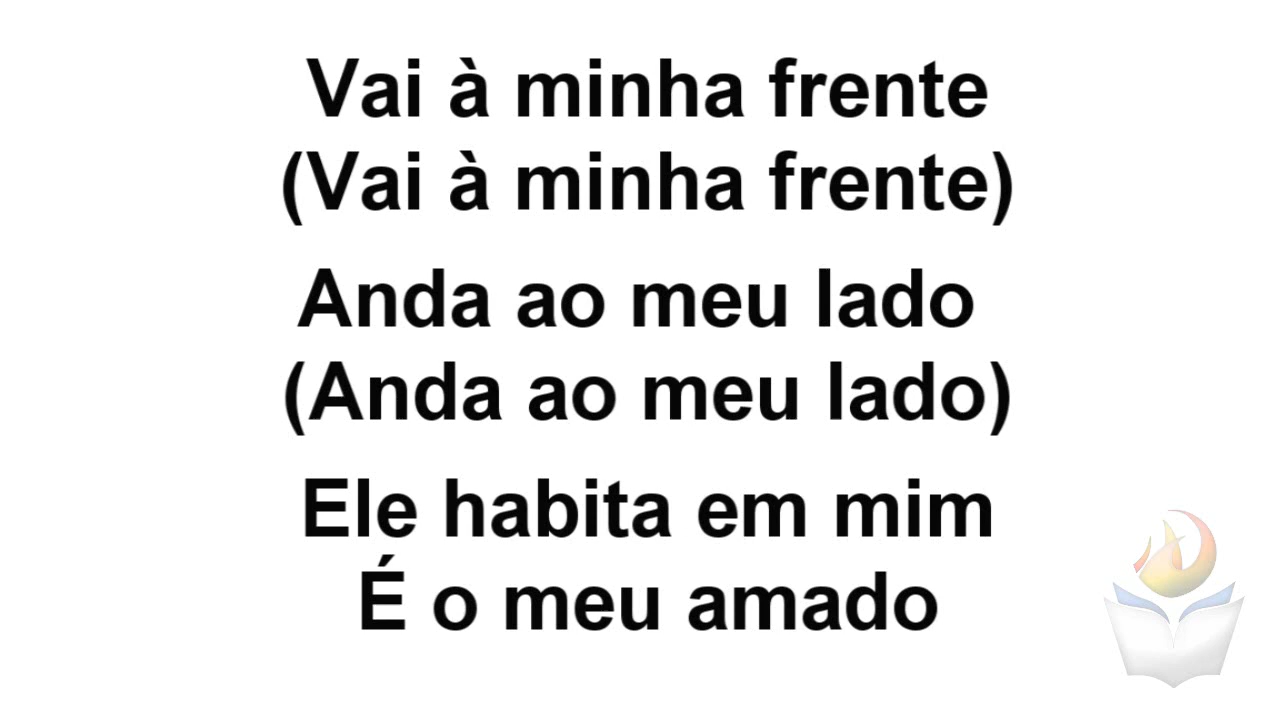 Vai à minha frente
(Vai à minha frente)
Anda ao meu lado
(Anda ao meu lado)
Ele habita em mim
É o meu amado